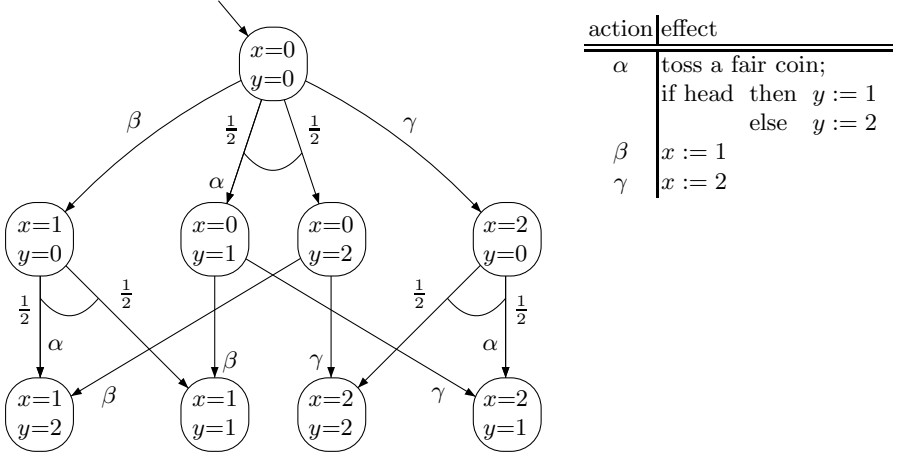 x=0
y=0
β
1/2
1/2
γ
α
x=1
y=0
x=0
y=1
x=0
y=2
x=2
y=0
1/2
1/2
1/2
1/2
α
β
γ
α
β
γ
x=1
y=2
x=1
y=1
x=2
y=2
x=2
y=1
action effect
α toss a fair coin;
if head then y := 1
else y := 2
β x := 1
γ x := 2